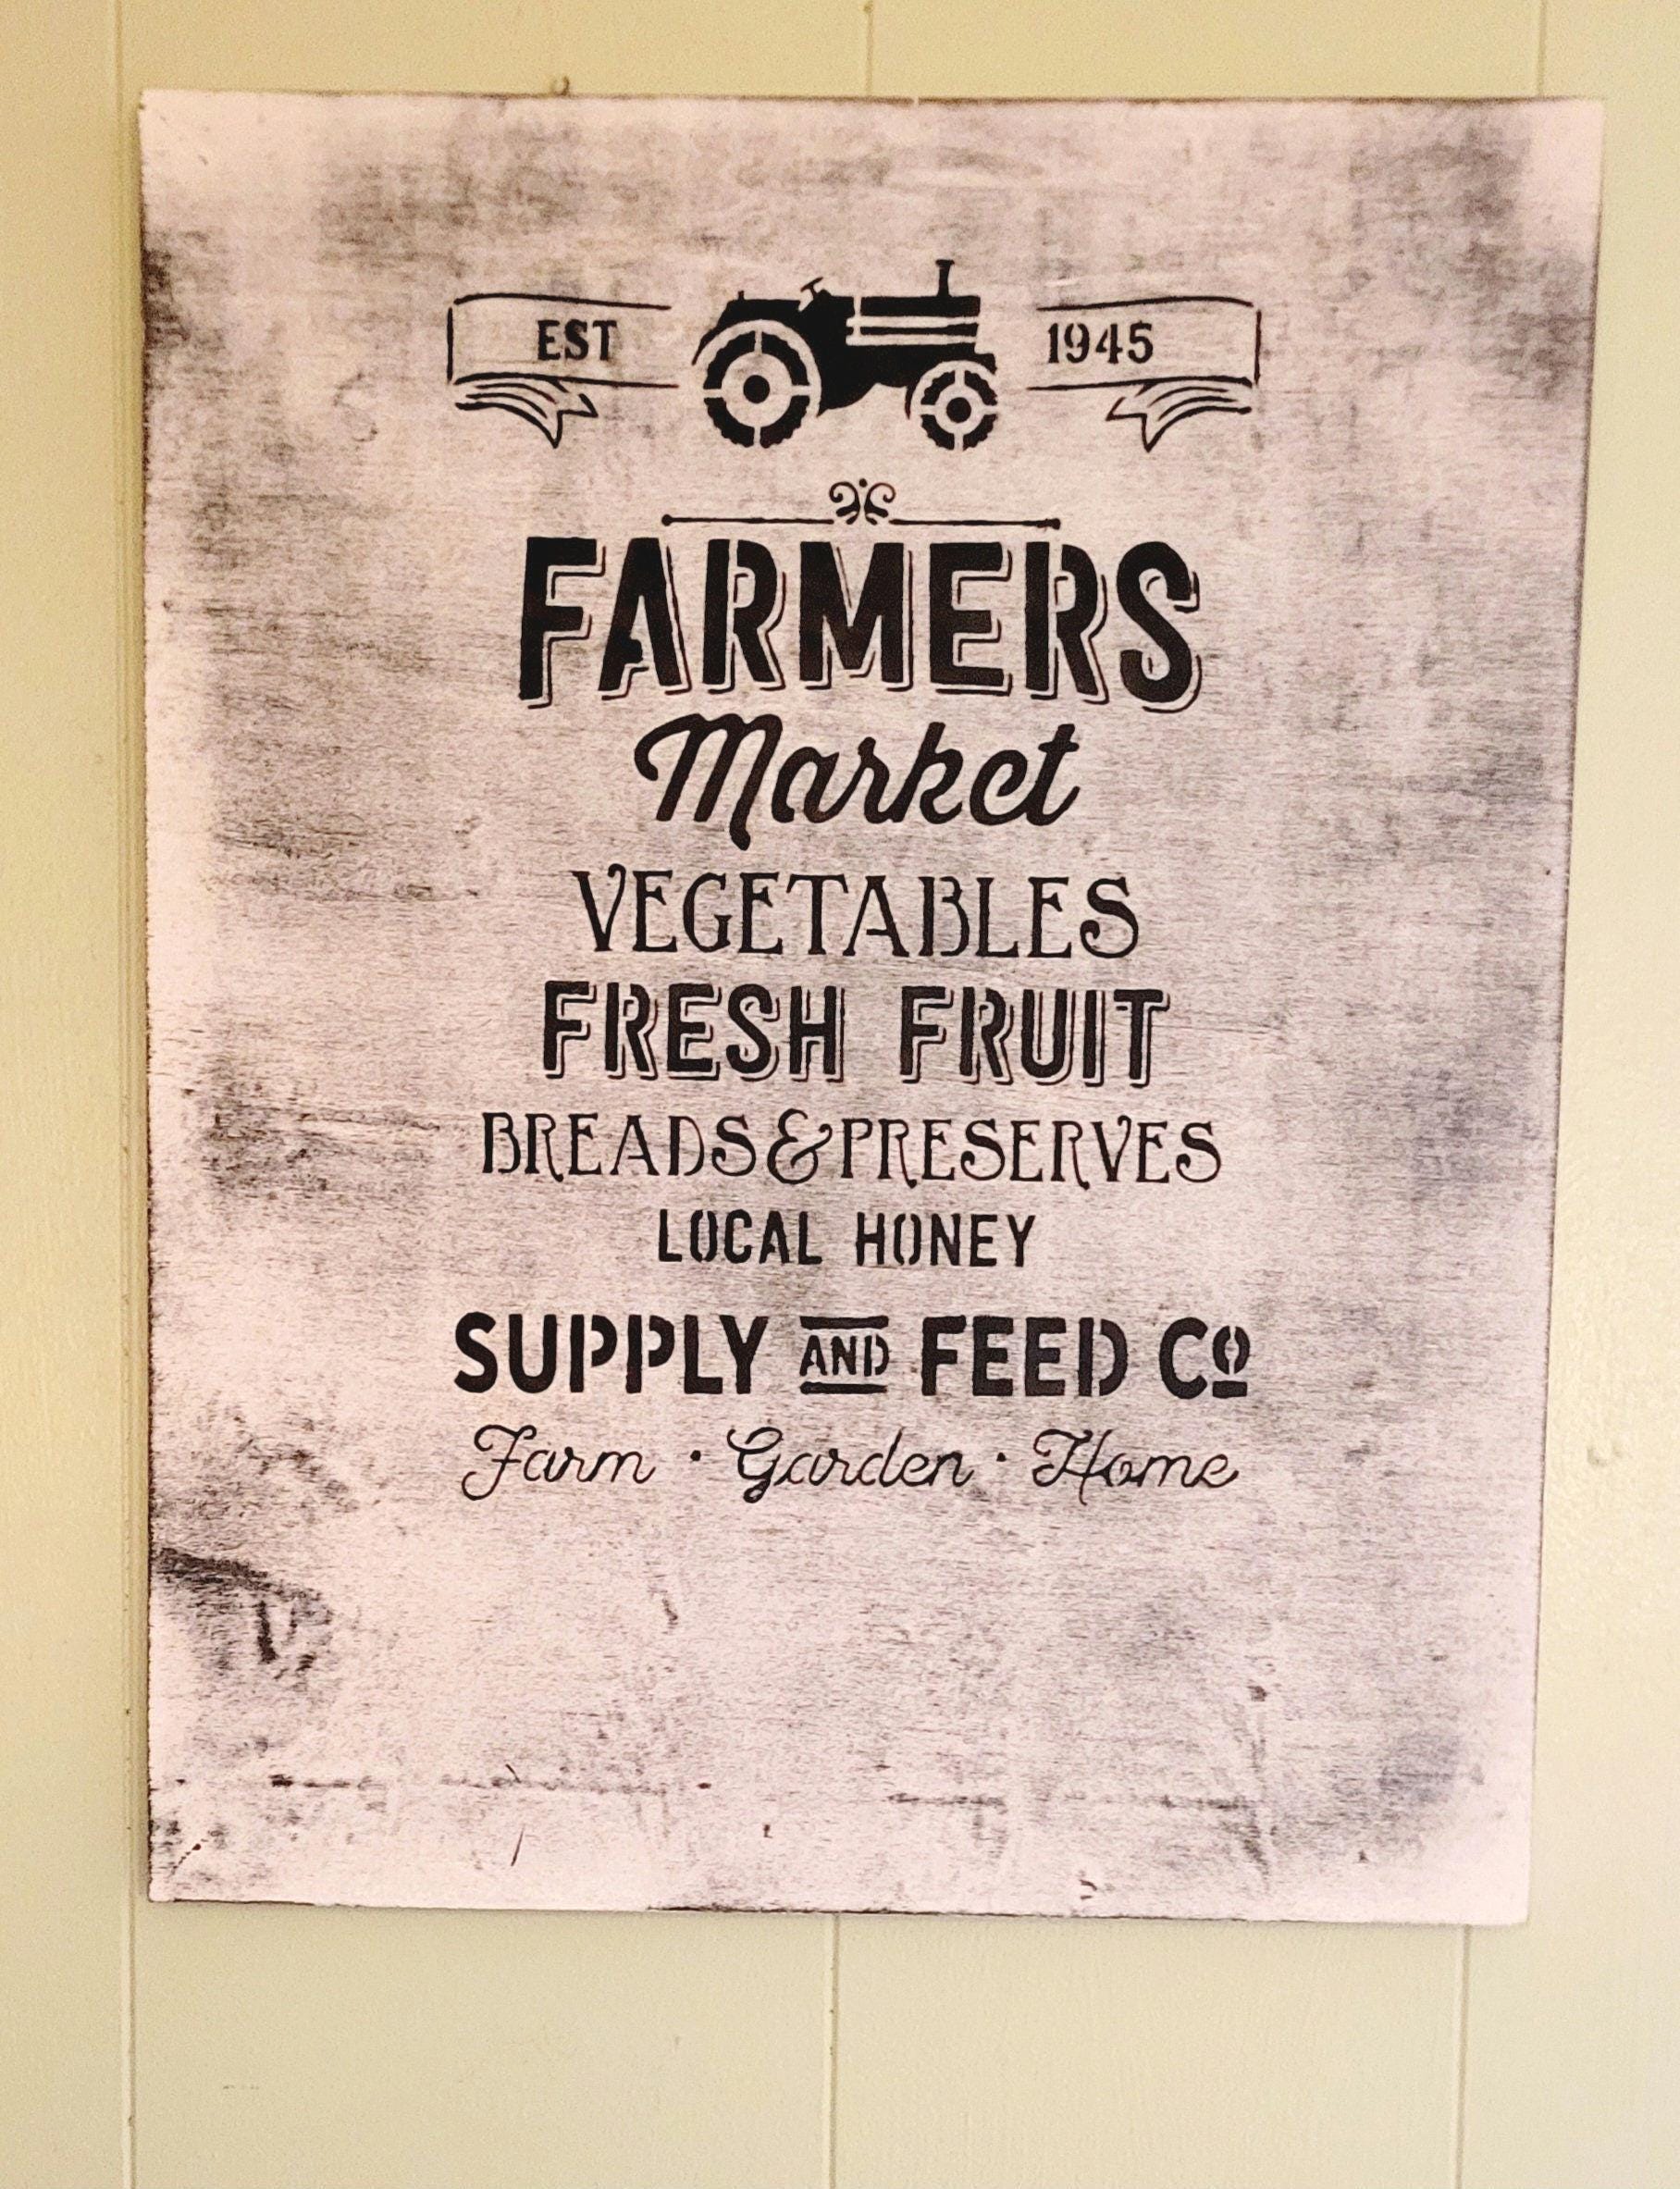 EST 1945
FARMERS
Market
VEGETABLES
FRESH FRUIT
BREADS & PRESERVES
LOCAL HONEY
SUPPLY AND FEED Co
Farm · Garden · Home